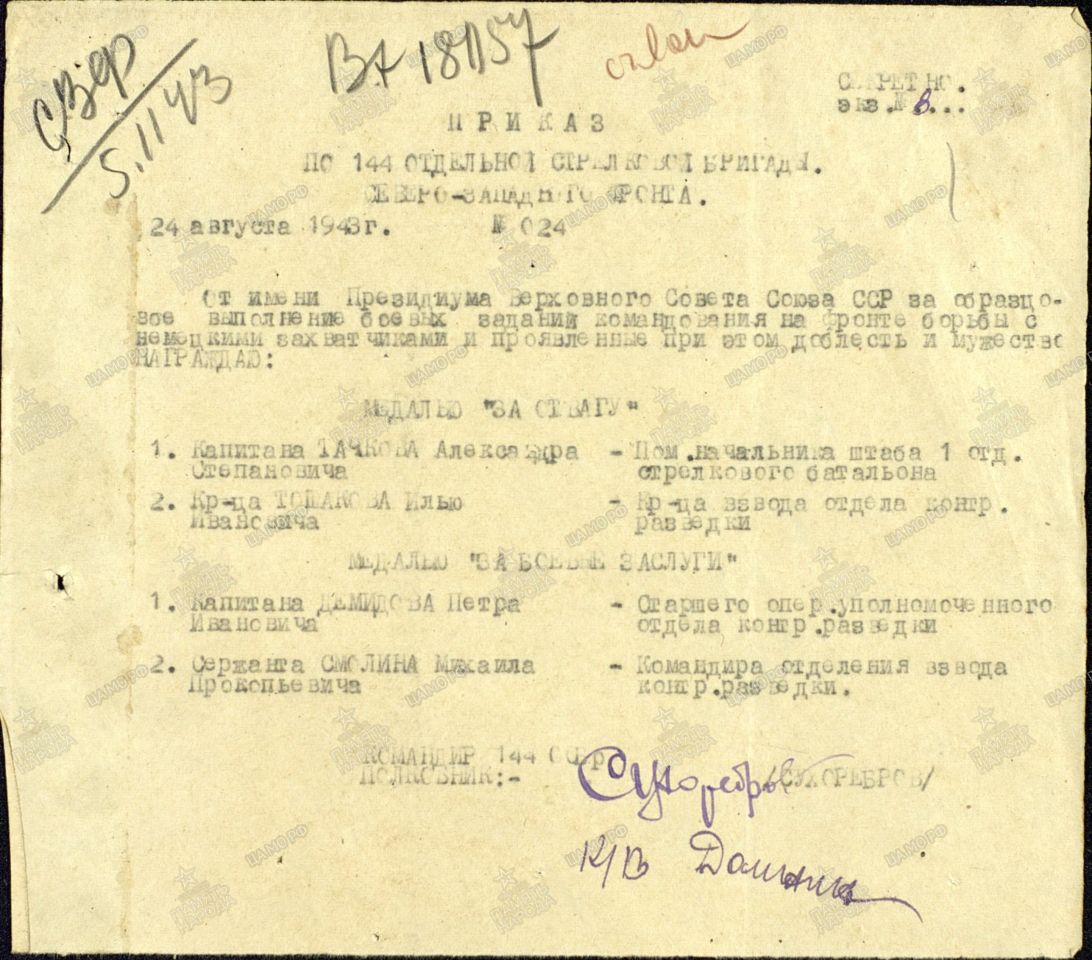 5.11.43
ВА 18П57
СЕКРЕТНО.
экз.№ 3...
ПРИКАЗ
ПО 144 ОТДЕЛЬНОЙ СТРЕЛКОВОЙ БРИГАДЫ.
СЕВЕРО-ЗАПАДНОГО ФРОНТА.
24 августа 1943г. № 024
От имени Президиума Верховного Совета Союза ССР за образцо-
вое выполнение боевых заданий командования на фронте борьбы с
немецкими захватчиками и проявленные при этом доблесть и мужество
НАГРАЖДАЮ:
МЕДАЛЬЮ "ЗА ОТВАГУ"
1. Капитана ТАЧКОВА Александра - Пом.начальника штаба 1 отд.
Степановича стрелкового батальона
2. Кр-ца ТОШАКОВА Илью - Кр-ца взвода отдела контр.
Ивановича разведки
МЕДАЛЬЮ "ЗА БОЕВЫЕ ЗАСЛУГИ"
1. Капитана ДЕМИДОВА Петра - Старшего опер.уполномоченного
Ивановича отдела контр.разведки
2. Сержанта СМОЛИНА Михаила - Командира отделения взвода
Прокопьевича контр.разведки.
КОМАНДИР 144 ОСБр
ПОЛКОВНИК:- Сухоребров /СУХОРЕБРОВ/